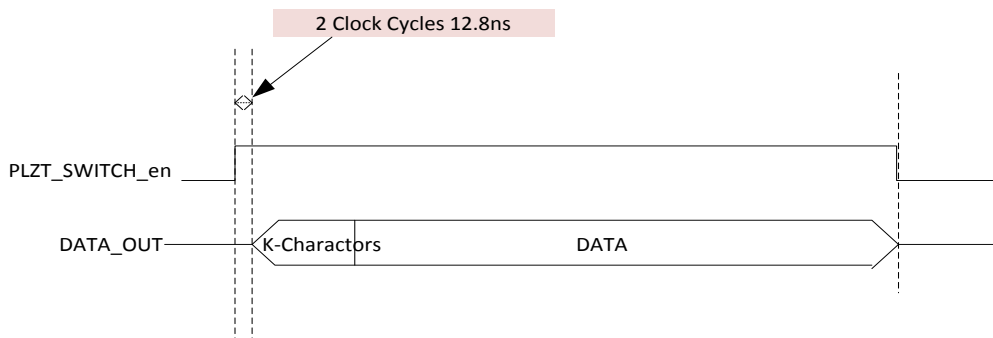 2 Clock Cycles 12.8ns
PLZT_SWITCH_en
DATA_OUT
K-Charactors
DATA